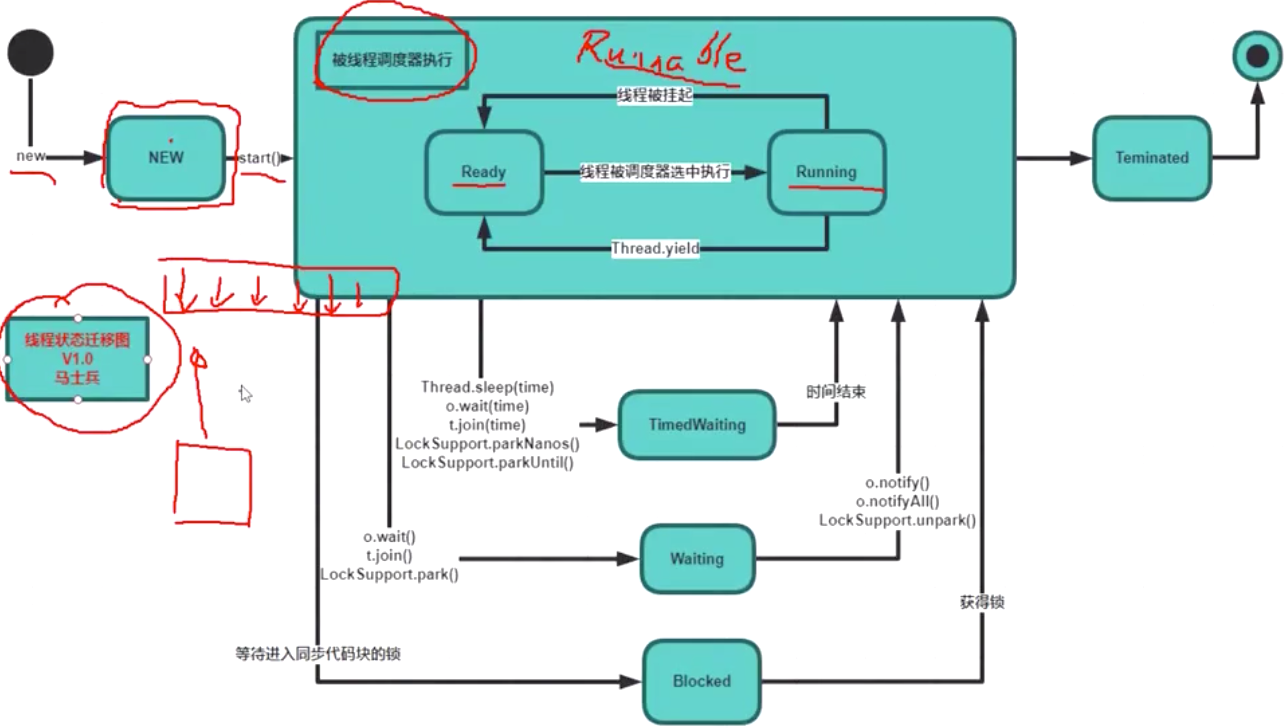 被线程调度器执行
Runnable
线程被挂起
new
NEW
start()
Ready
线程被调度器选中执行
Running
Teminated
Thread.yield
线程状态迁移图
V1.0
马士兵
Thread.sleep(time)
o.wait(time)
t.join(time)
LockSupport.parkNanos()
LockSupport.parkUntil()
TimedWaiting
时间结束
o.wait()
t.join()
LockSupport.park()
Waiting
o.notify()
o.notifyAll()
LockSupport.unpark()
等待进入同步代码块的锁
Blocked
获得锁